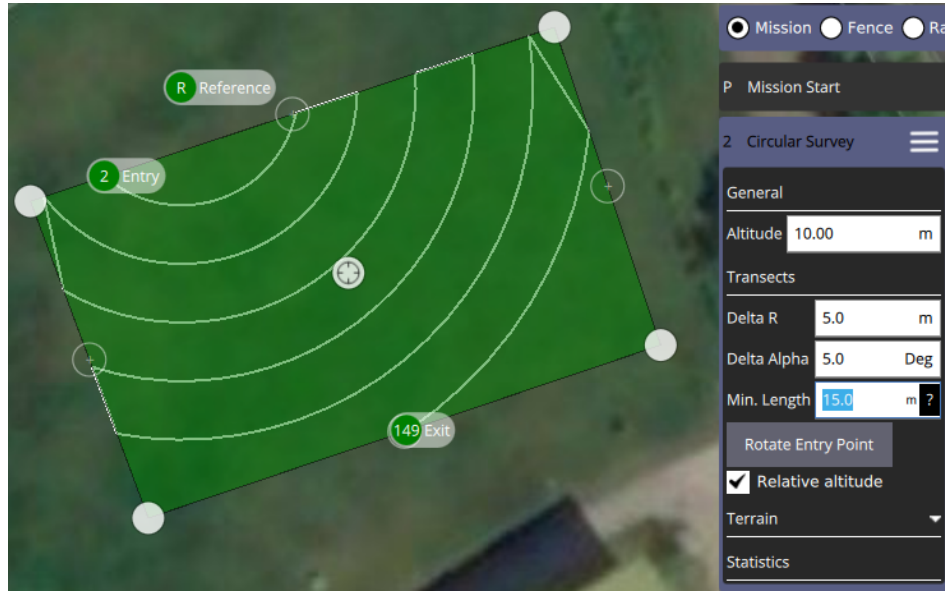 R Reference
2 Entry
149 Exit
Mission Fence Ra
P Mission Start
2 Circular Survey
General
Altitude 10.00 m
Transects
Delta R 5.0 m
Delta Alpha 5.0 Deg
Min. Length 15.0 m ?
Rotate Entry Point
Relative altitude
Terrain
Statistics